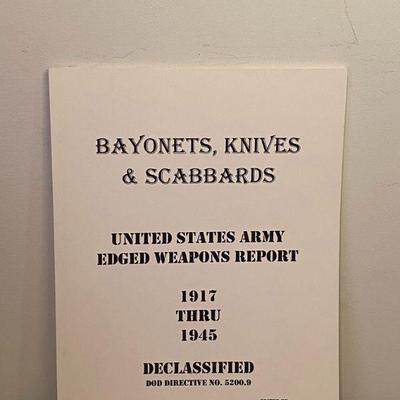 BAYONETS, KNIVES
& SCABBARDS
UNITED STATES ARMY
EDGED WEAPONS REPORT
1917
THRU
1945
DECLASSIFIED
DOD DIRECTIVE NO. 5200.9